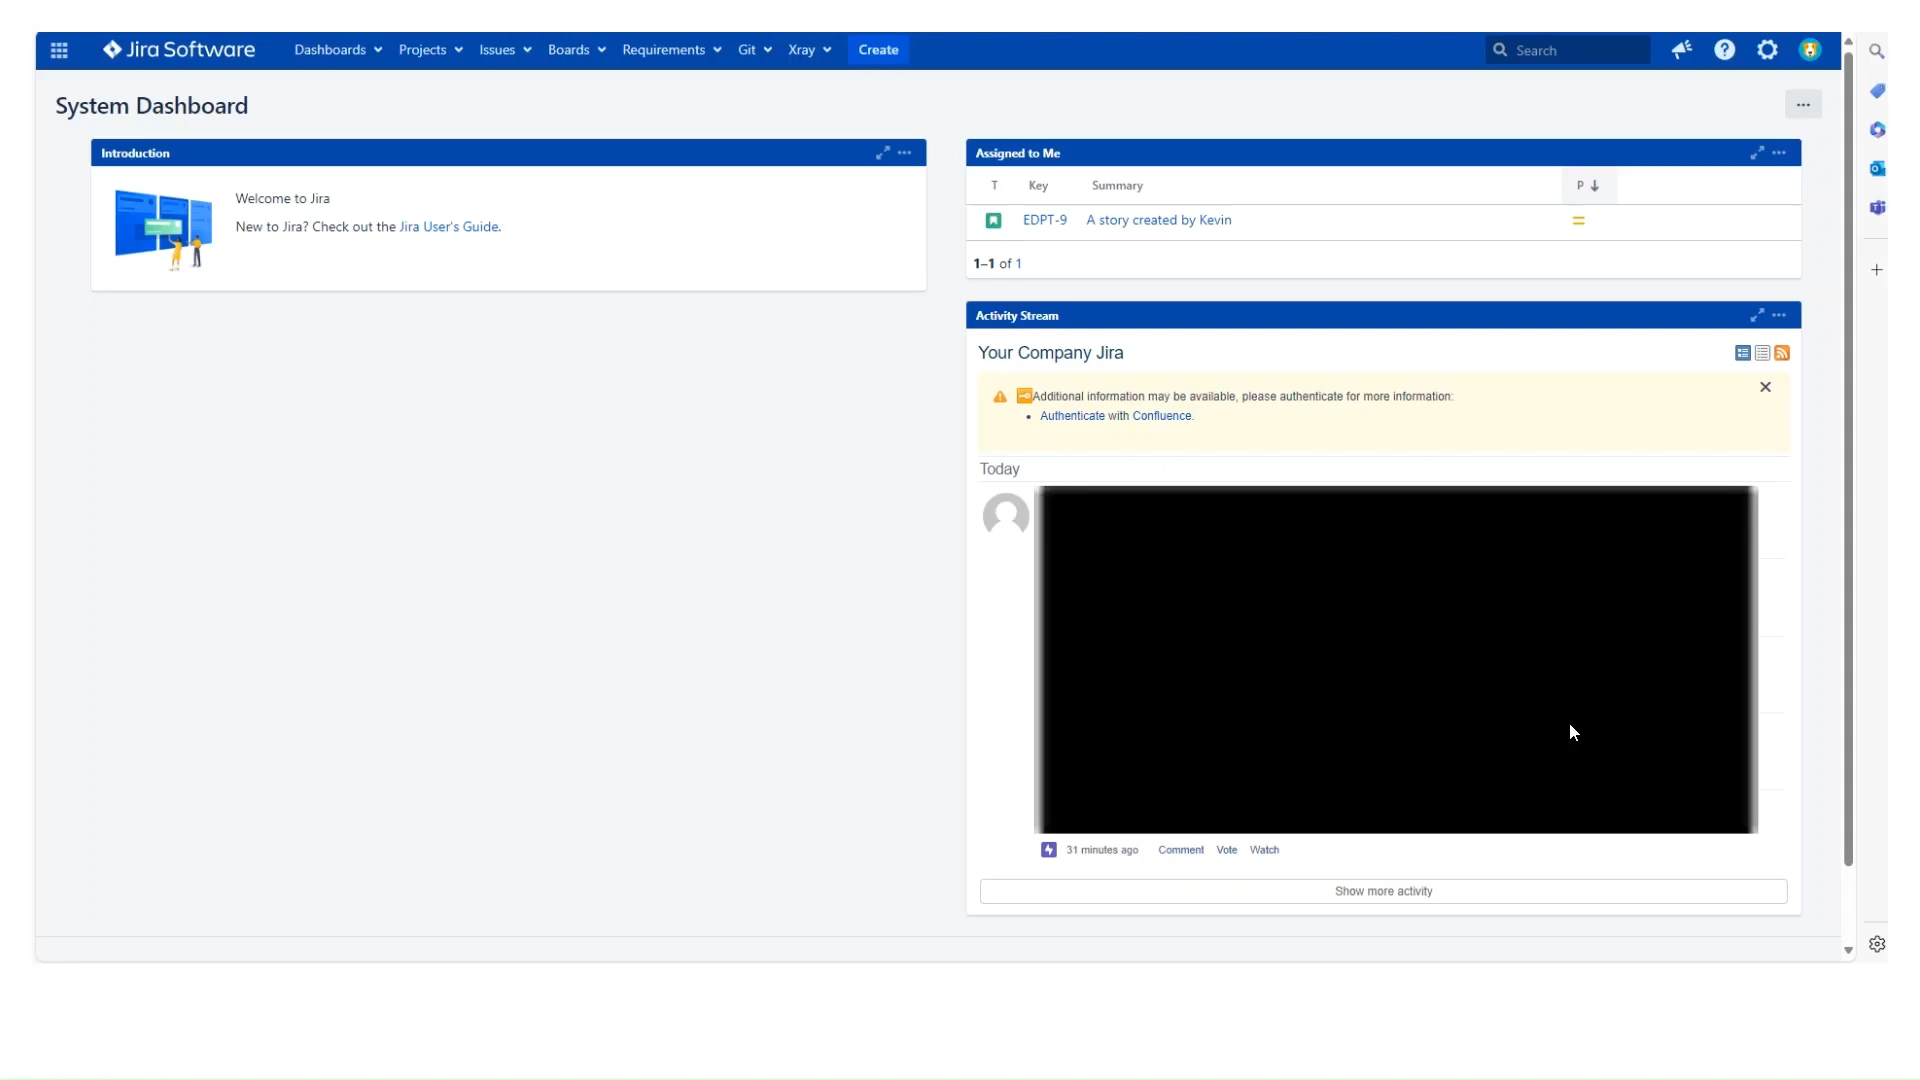 Jira Software Dashboards Projects Issues Boards Requirements Git Xray Create Search
System Dashboard
Introduction
Welcome to Jira
New to Jira? Check out the Jira User's Guide.
Assigned to Me
T Key Summary P
EDPT-9 A story created by Kevin
1–1 of 1
Activity Stream
Your Company Jira
Additional information may be available, please authenticate for more information:
Authenticate with Confluence.
Today
31 minutes ago Comment Vote Watch
Show more activity